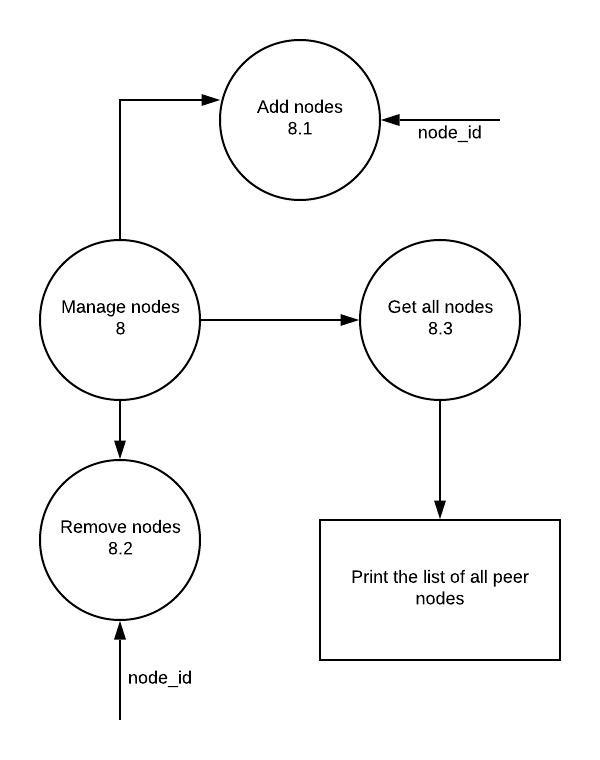 Add nodes
8.1
node_id
Manage nodes
8
Get all nodes
8.3
Remove nodes
8.2
Print the list of all peer
nodes
node_id